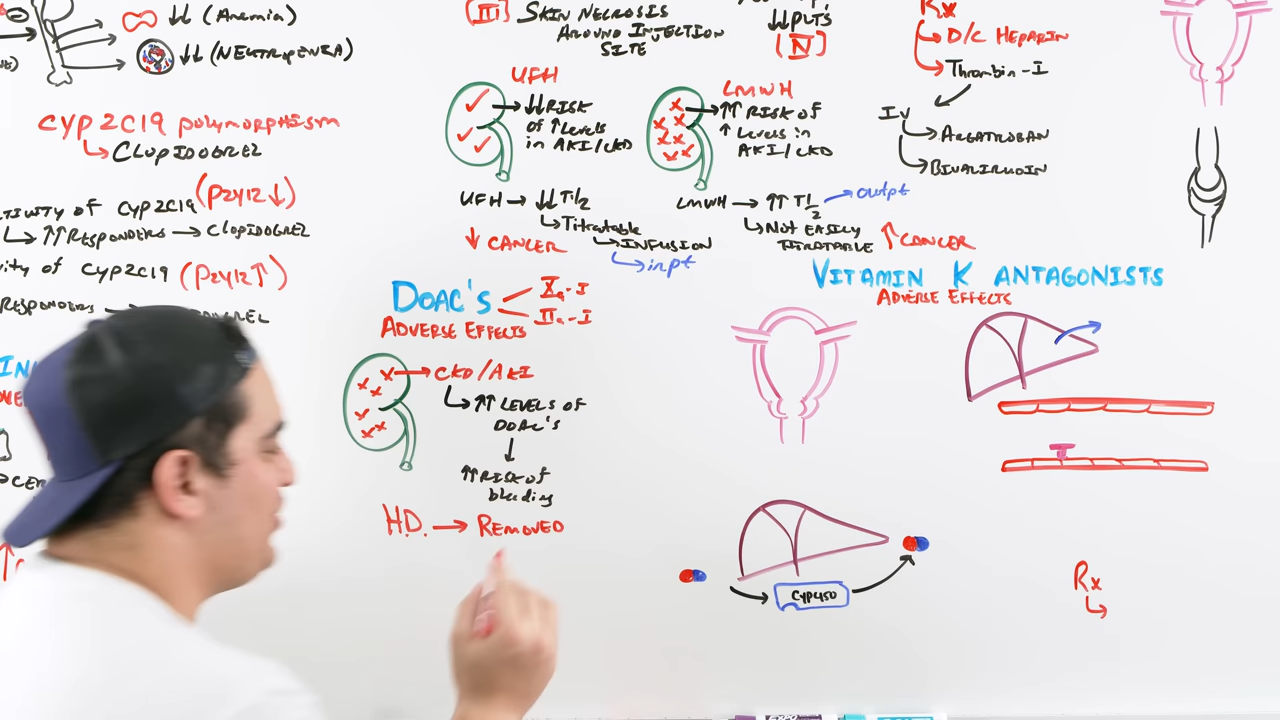 ↓↓ (Anemia)
↓↓ (NEUTROPENIA)
CYP2C19 polymorphism
↳ CLOPIDOGREL
TIVITY of CYP2C19 (P2Y12↓)
↳ ↑↑ RESPONDERS → CLOPIDOGREL
vity of CYP2C19 (P2Y12↑)
RESPONDERS
[III] SKIN NECROSIS
AROUND INJECTION
SITE
↓↓ PLTS
[IV]
Rx
↳ D/C HEPARIN
↳ Thrombin-I
IV
↳ ARGATROBAN
↳ BIVALIRUDIN
UFH
↓↓ RISK
of ↑ Levels
in AKI/CKD
UFH → ↓↓ T1/2
↳ Titratable
↳ INFUSION
↳ inpt
↓ CANCER
LMWH
↑↑ RISK OF
↑ Levels in
AKI/CKD
LMWH → ↑↑ T1/2 → outpt
↳ NOT EASILY
TITRATABLE
↑ CANCER
DOAC'S
Xa-I
IIa-I
ADVERSE EFFECTS
CKD/AKI
↳ ↑↑ LEVELS OF
DOAC'S
↓
↑↑ RISK OF
bleeding
H.D. → REMOVED
VITAMIN K ANTAGONISTS
ADVERSE EFFECTS
CYP450
Rx
↳
EXPO